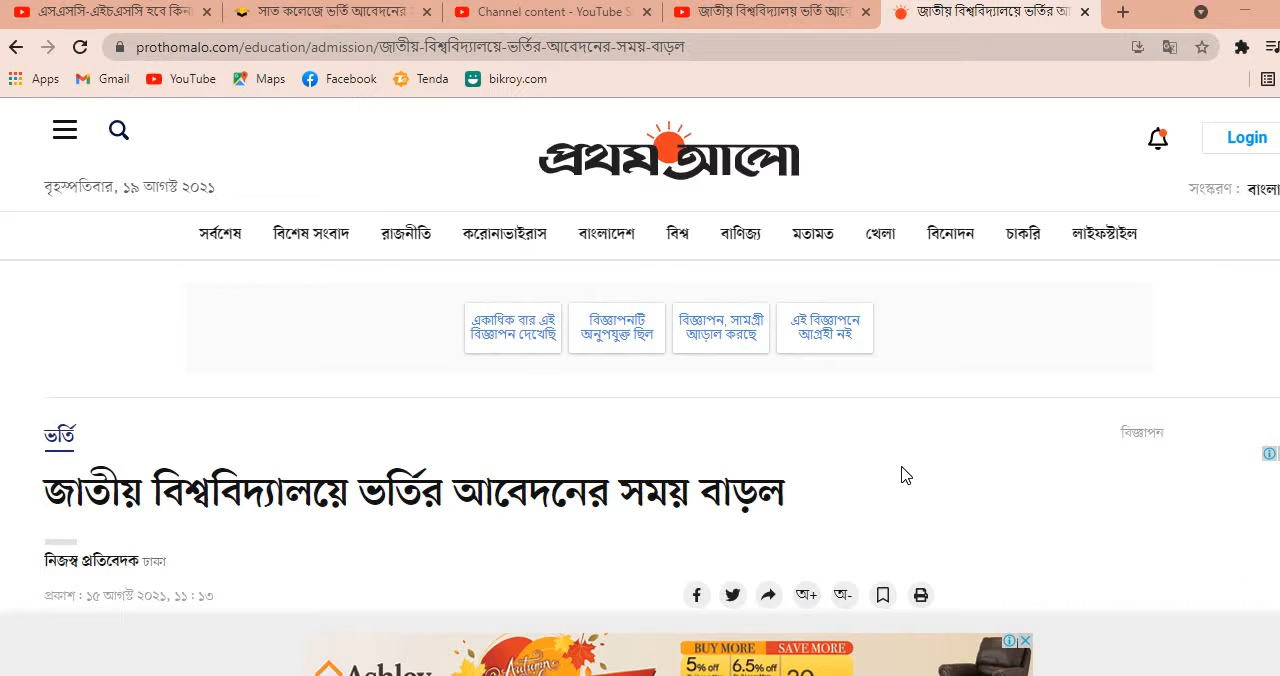 এসএসসি-এইচএসসি হবে কিনা
সাত কলেজে ভর্তি আবেদনের
Channel content - YouTube S
জাতীয় বিশ্ববিদ্যালয় ভর্তি আবে
জাতীয় বিশ্ববিদ্যালয়ে ভর্তির আ
prothomalo.com/education/admission/জাতীয়-বিশ্ববিদ্যালয়ে-ভর্তির-আবেদনের-সময়-বাড়ল
Apps Gmail YouTube Maps Facebook Tenda bikroy.com
প্রথম আলো
Login
বৃহস্পতিবার, ১৯ আগস্ট ২০২১
সংস্করণ : বাংলা
সর্বশেষ বিশেষ সংবাদ রাজনীতি করোনাভাইরাস বাংলাদেশ বিশ্ব বাণিজ্য মতামত খেলা বিনোদন চাকরি লাইফস্টাইল
একাধিক বার এই
বিজ্ঞাপন দেখেছি
বিজ্ঞাপনটি
অনুপযুক্ত ছিল
বিজ্ঞাপন, সামগ্রী
আড়াল করছে
এই বিজ্ঞাপনে
আগ্রহী নই
ভর্তি
বিজ্ঞাপন
জাতীয় বিশ্ববিদ্যালয়ে ভর্তির আবেদনের সময় বাড়ল
নিজস্ব প্রতিবেদক ঢাকা
প্রকাশ : ১৫ আগস্ট ২০২১, ১১ : ১৩
অ+ অ-
Ashley
Autumn
BUY MORE SAVE MORE
5% off 6.5% off